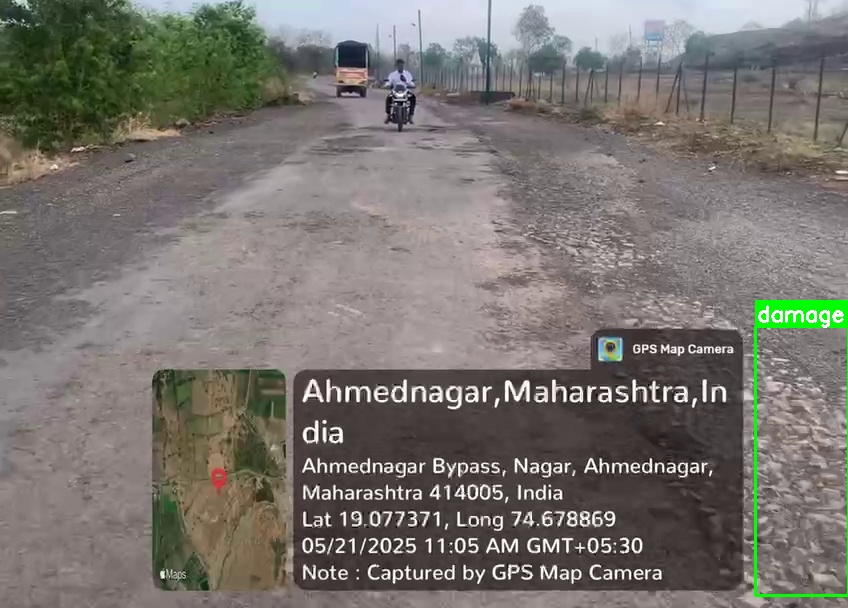 damage
GPS Map Camera
Ahmednagar,Maharashtra,In
dia
Ahmednagar Bypass, Nagar, Ahmednagar,
Maharashtra 414005, India
Lat 19.077371, Long 74.678869
05/21/2025 11:05 AM GMT+05:30
Note : Captured by GPS Map Camera
Maps